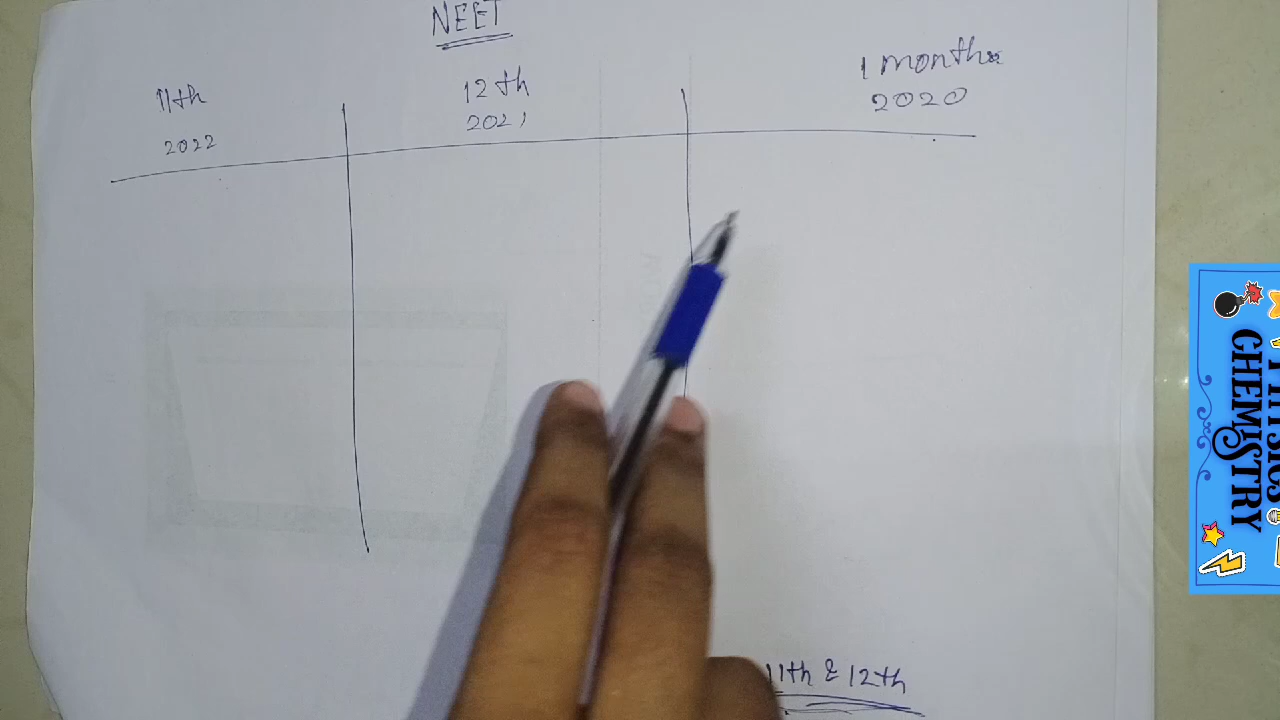 NEET
11th
2022
12th
2021
1 months
2020
11th & 12th
PHYSICS
CHEMISTRY